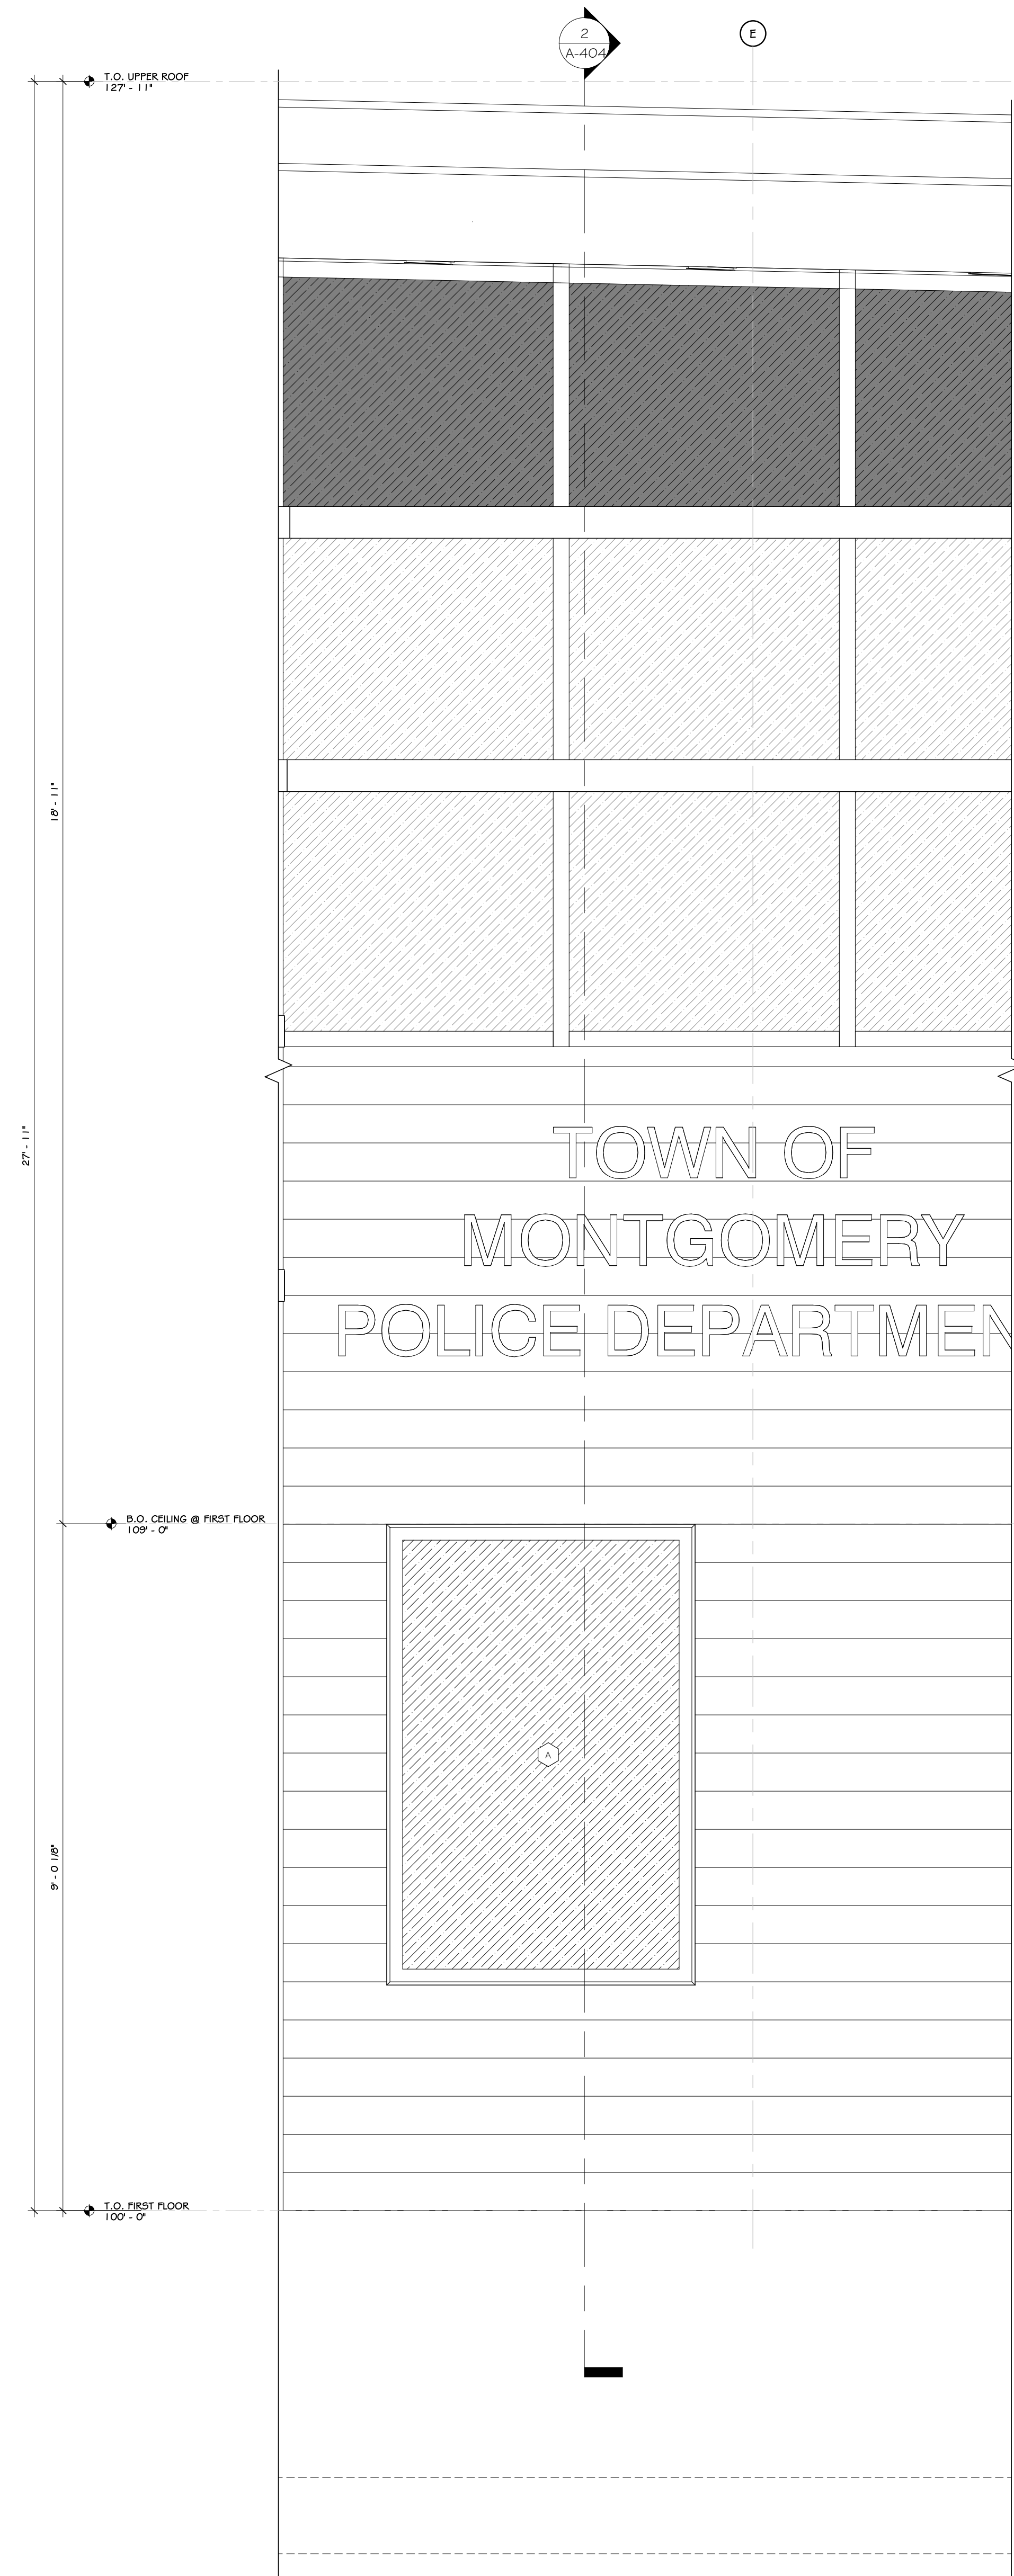 2
A-404
E
T.O. UPPER ROOF
127' - 11"
18' - 11"
27' - 11"
TOWN OF
MONTGOMERY
POLICE DEPARTMEN
B.O. CEILING @ FIRST FLOOR
109' - 0"
A
9' - 0 1/8"
T.O. FIRST FLOOR
100' - 0"